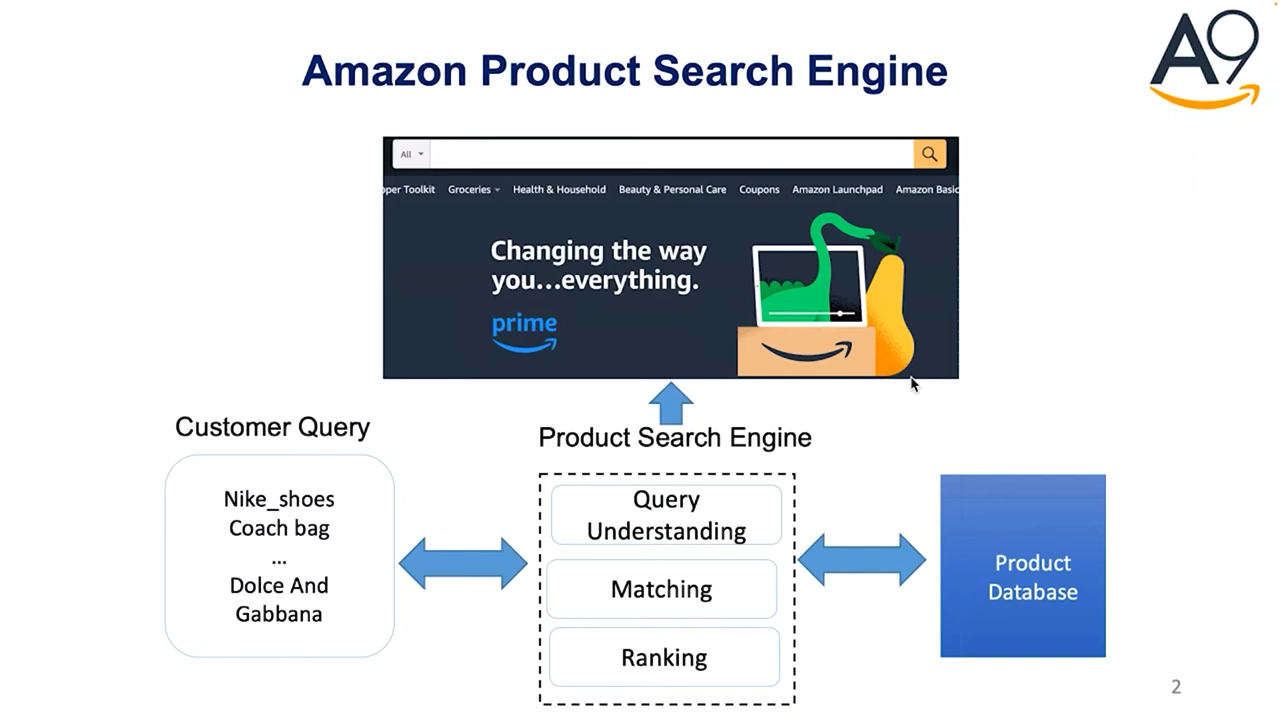 A9
Amazon Product Search Engine
All
Groceries
Health & Household
Beauty & Personal Care
Coupons
Amazon Launchpad
Toolkit
Amazon
Changing the way
you...everything.
prime
Customer Query
Product Search Engine
Nike_shoes
Coach bag
...
Dolce And
Gabbana
Query
Understanding
Matching
Ranking
Product
Database
2